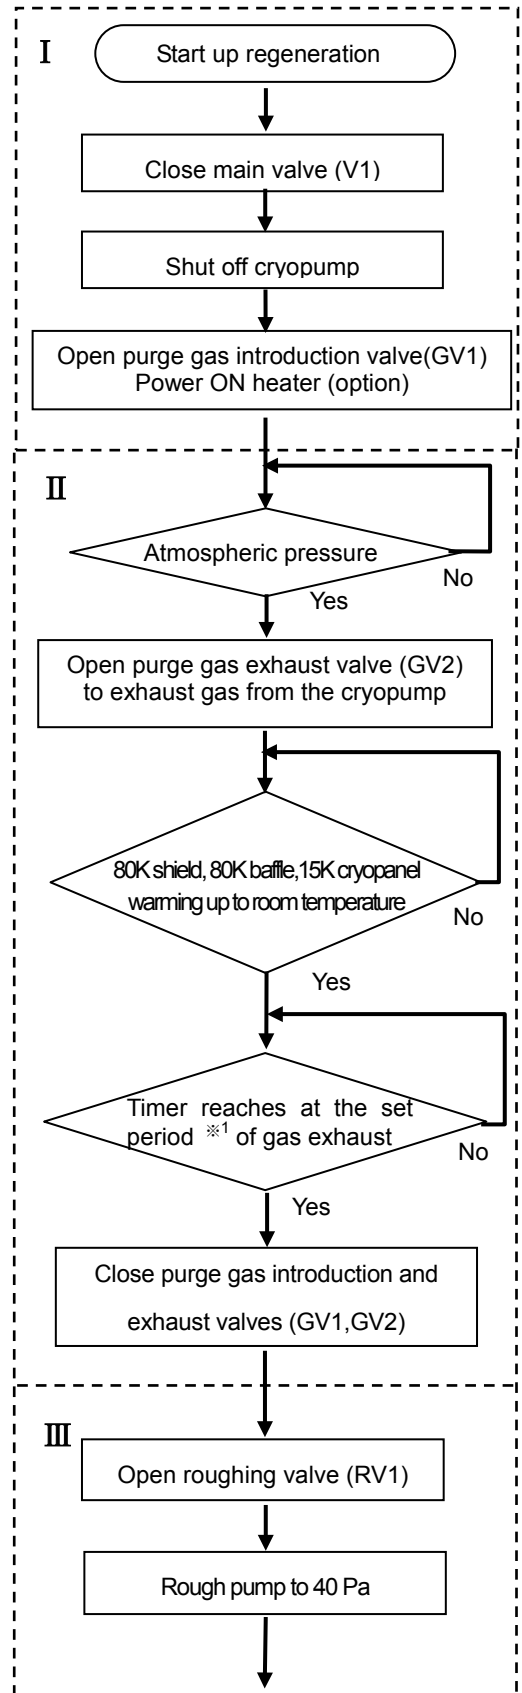 Ⅰ
Start up regeneration
Close main valve (V1)
Shut off cryopump
Open purge gas introduction valve(GV1)
Power ON heater (option)
Ⅱ
Atmospheric pressure
No
Yes
Open purge gas exhaust valve (GV2)
to exhaust gas from the cryopump
80K shield, 80K baffle,15K cryopanel
warming up to room temperature
No
Yes
Timer reaches at the set
period ※1 of gas exhaust
No
Yes
Close purge gas introduction and
exhaust valves (GV1,GV2)
Ⅲ
Open roughing valve (RV1)
Rough pump to 40 Pa